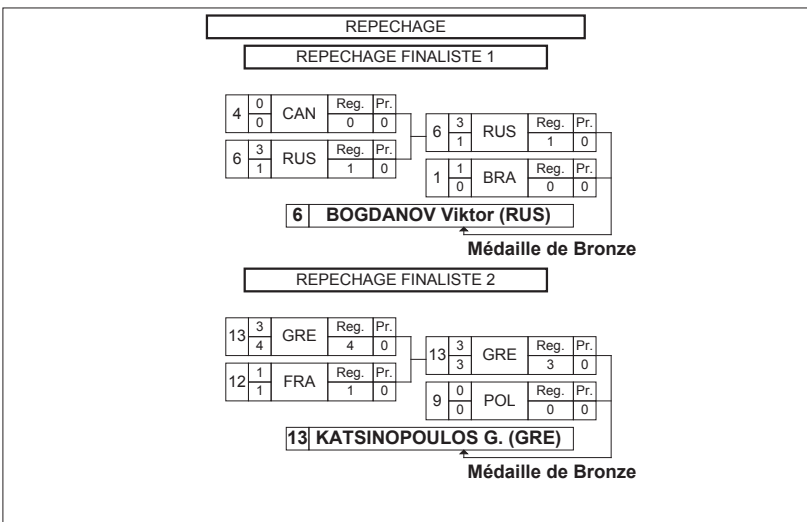 REPECHAGE
REPECHAGE FINALISTE 1
4 0 0 CAN Reg. 0 Pr. 0
6 3 1 RUS Reg. 1 Pr. 0
6 3 1 RUS Reg. 1 Pr. 0
1 1 0 BRA Reg. 0 Pr. 0
6 BOGDANOV Viktor (RUS)
Médaille de Bronze
REPECHAGE FINALISTE 2
13 3 4 GRE Reg. 4 Pr. 0
12 1 1 FRA Reg. 1 Pr. 0
13 3 3 GRE Reg. 3 Pr. 0
9 0 0 POL Reg. 0 Pr. 0
13 KATSINOPOULOS G. (GRE)
Médaille de Bronze